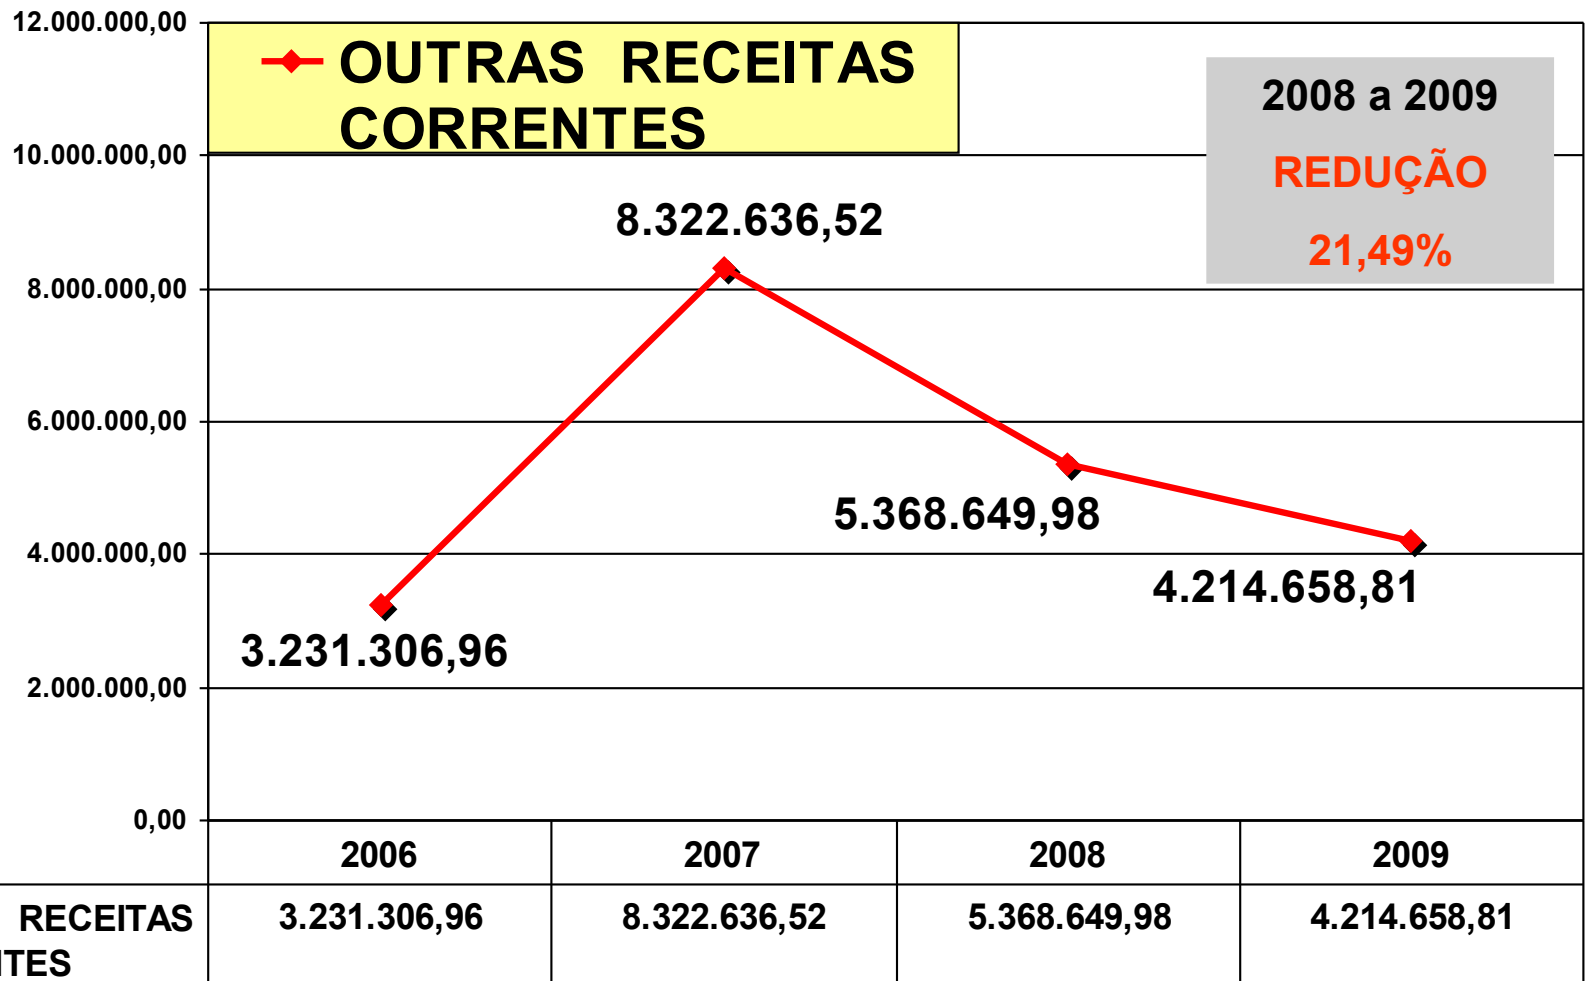 12.000.000,00
OUTRAS RECEITAS
CORRENTES
2008 a 2009
REDUÇÃO
21,49%
10.000.000,00
8.322.636,52
8.000.000,00
6.000.000,00
5.368.649,98
4.000.000,00
4.214.658,81
3.231.306,96
2.000.000,00
0,00
2006 2007 2008 2009
RECEITAS 3.231.306,96 8.322.636,52 5.368.649,98 4.214.658,81
NTES